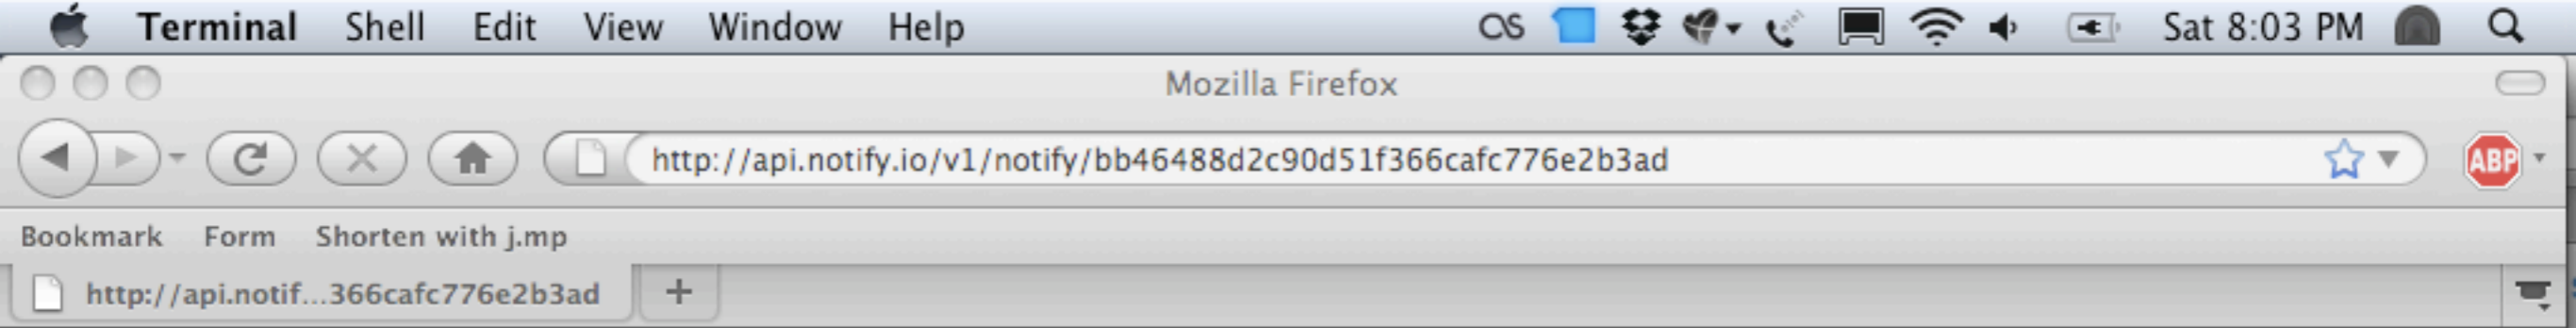 Terminal Shell Edit View Window Help Sat 8:03 PM
Mozilla Firefox
http://api.notify.io/v1/notify/bb46488d2c90d51f366cafc776e2b3ad
ABP
Bookmark Form Shorten with j.mp
http://api.notif...366cafc776e2b3ad